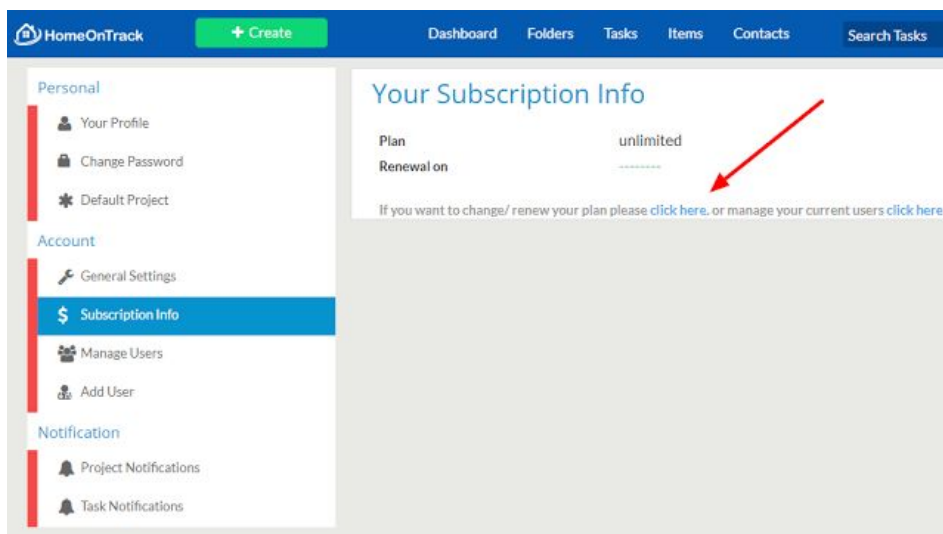 HomeOnTrack + Create Dashboard Folders Tasks Items Contacts Search Tasks
Personal
Your Profile
Change Password
Default Project
Account
General Settings
$ Subscription Info
Manage Users
Add User
Notification
Project Notifications
Task Notifications
Your Subscription Info
Plan unlimited
Renewal on --------
If you want to change/ renew your plan please click here. or manage your current users click here